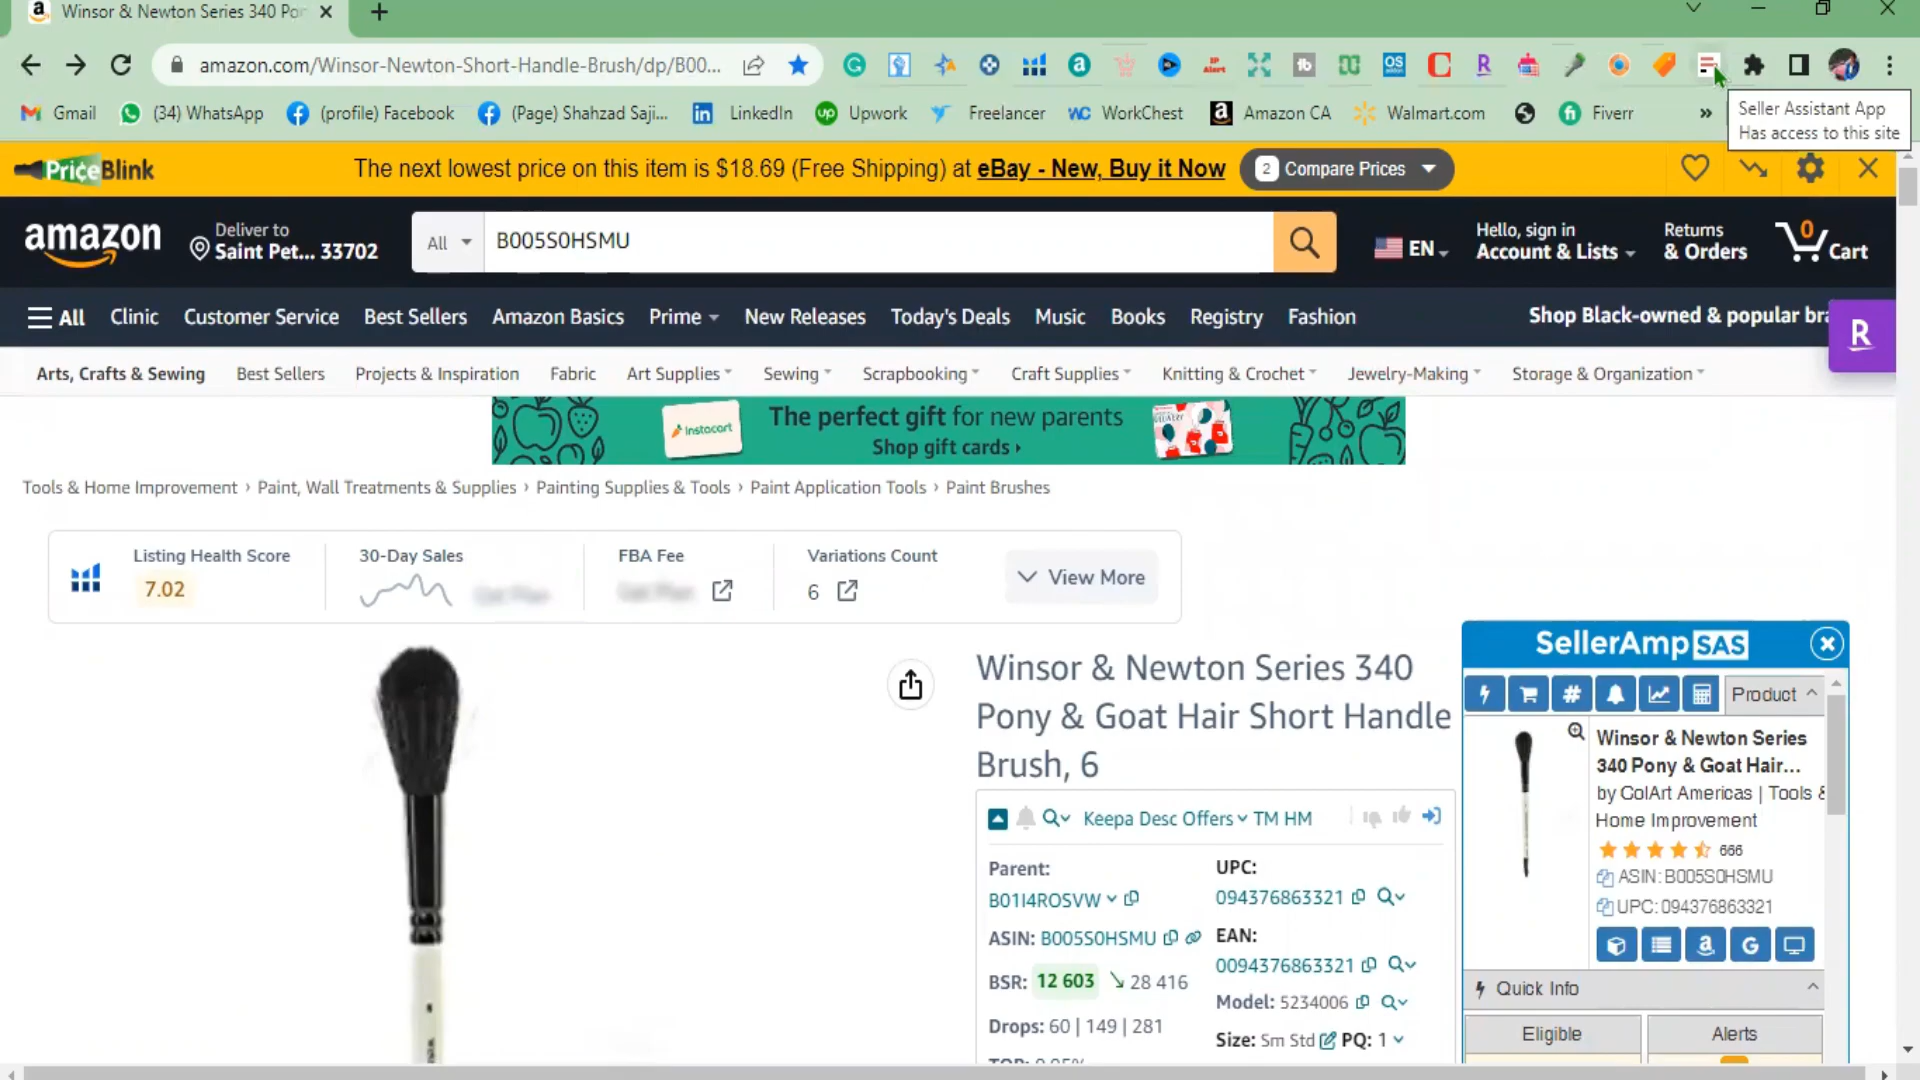 Winsor & Newton Series 340 Por
amazon.com/Winsor-Newton-Short-Handle-Brush/dp/B00...
IP Alert
fb
OS
R
Gmail
(34) WhatsApp
(profile) Facebook
(Page) Shahzad Saji...
LinkedIn
Upwork
Freelancer
WC WorkChest
Amazon CA
Walmart.com
Fiverr
»
Seller Assistant App
Has access to this site
PriceBlink
The next lowest price on this item is $18.69 (Free Shipping) at eBay - New, Buy it Now
2 Compare Prices
amazon
Deliver to
Saint Pet... 33702
All
B005S0HSMU
EN
Hello, sign in
Account & Lists
Returns
& Orders
0
Cart
All
Clinic
Customer Service
Best Sellers
Amazon Basics
Prime
New Releases
Today's Deals
Music
Books
Registry
Fashion
Shop Black-owned & popular bra
R
Arts, Crafts & Sewing
Best Sellers
Projects & Inspiration
Fabric
Art Supplies
Sewing
Scrapbooking
Craft Supplies
Knitting & Crochet
Jewelry-Making
Storage & Organization
instacart
The perfect gift for new parents
Shop gift cards ›
Tools & Home Improvement › Paint, Wall Treatments & Supplies › Painting Supplies & Tools › Paint Application Tools › Paint Brushes
Listing Health Score
7.02
30-Day Sales
FBA Fee
Variations Count
6
View More
Winsor & Newton Series 340
Pony & Goat Hair Short Handle
Brush, 6
Keepa Desc Offers TM HM
Parent:
B01I4ROSVW
ASIN: B005S0HSMU
BSR: 12 603 28 416
Drops: 60 | 149 | 281
UPC:
094376863321
EAN:
0094376863321
Model: 5234006
Size: Sm Std PQ: 1
SellerAmp SAS
Product
Winsor & Newton Series
340 Pony & Goat Hair...
by ColArt Americas | Tools &
Home Improvement
666
ASIN: B005S0HSMU
UPC: 094376863321
Quick Info
Eligible
Alerts